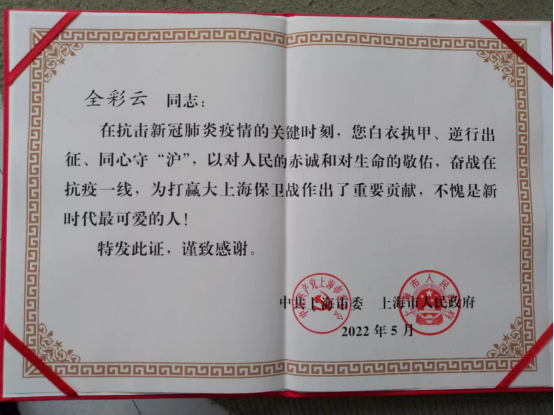 全彩云 同志：
在抗击新冠肺炎疫情的关键时刻，您白衣执甲、逆行出
征、同心守“沪”，以对人民的赤诚和对生命的敬佑，奋战在
抗疫一线，为打赢大上海保卫战作出了重要贡献，不愧是新
时代最可爱的人！
特发此证，谨致感谢。
中共上海市委 上海市人民政府
2022年5月